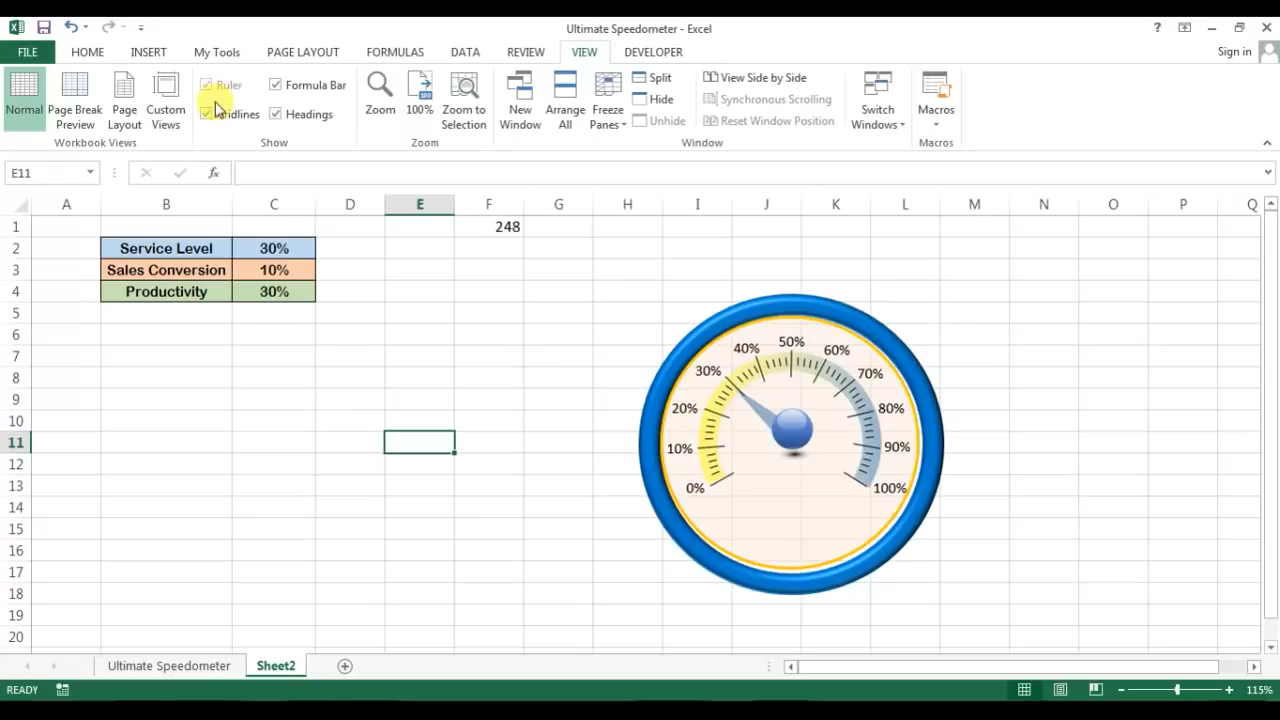 Ultimate Speedometer - Excel
?
FILE HOME INSERT My Tools PAGE LAYOUT FORMULAS DATA REVIEW VIEW DEVELOPER Sign in
Normal
Page Break Preview
Page Layout
Custom Views
Workbook Views
Ruler
Formula Bar
Gridlines
Headings
Show
Zoom
100%
Zoom to Selection
Zoom
New Window
Arrange All
Freeze Panes
Split
Hide
Unhide
View Side by Side
Synchronous Scrolling
Reset Window Position
Window
Switch Windows
Macros
Macros
E11
fx
A B C D E F G H I J K L M N O P Q
1 248
2 Service Level 30%
3 Sales Conversion 10%
4 Productivity 30%
5
6
7
8
9
10
11
12
13
14
15
16
17
18
19
20
0%
10%
20%
30%
40%
50%
60%
70%
80%
90%
100%
Ultimate Speedometer Sheet2
READY 115%